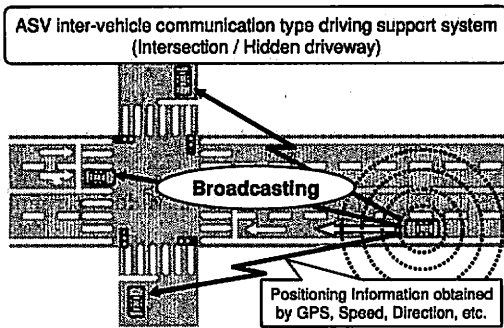 ASV inter-vehicle communication type driving support system
(Intersection / Hidden driveway)
Broadcasting
Positioning Information obtained
by GPS, Speed, Direction, etc.